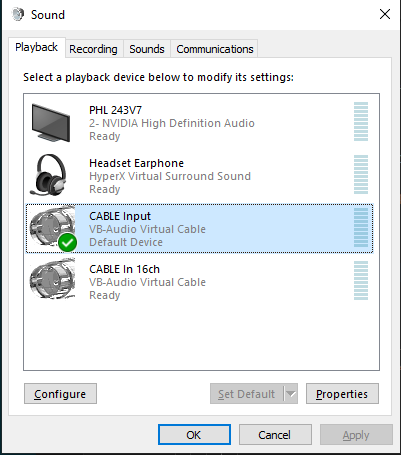 Sound
Playback Recording Sounds Communications
Select a playback device below to modify its settings:
PHL 243V7
2- NVIDIA High Definition Audio
Ready
Headset Earphone
HyperX Virtual Surround Sound
Ready
CABLE Input
VB-Audio Virtual Cable
Default Device
CABLE In 16ch
VB-Audio Virtual Cable
Ready
Configure Set Default Properties
OK Cancel Apply